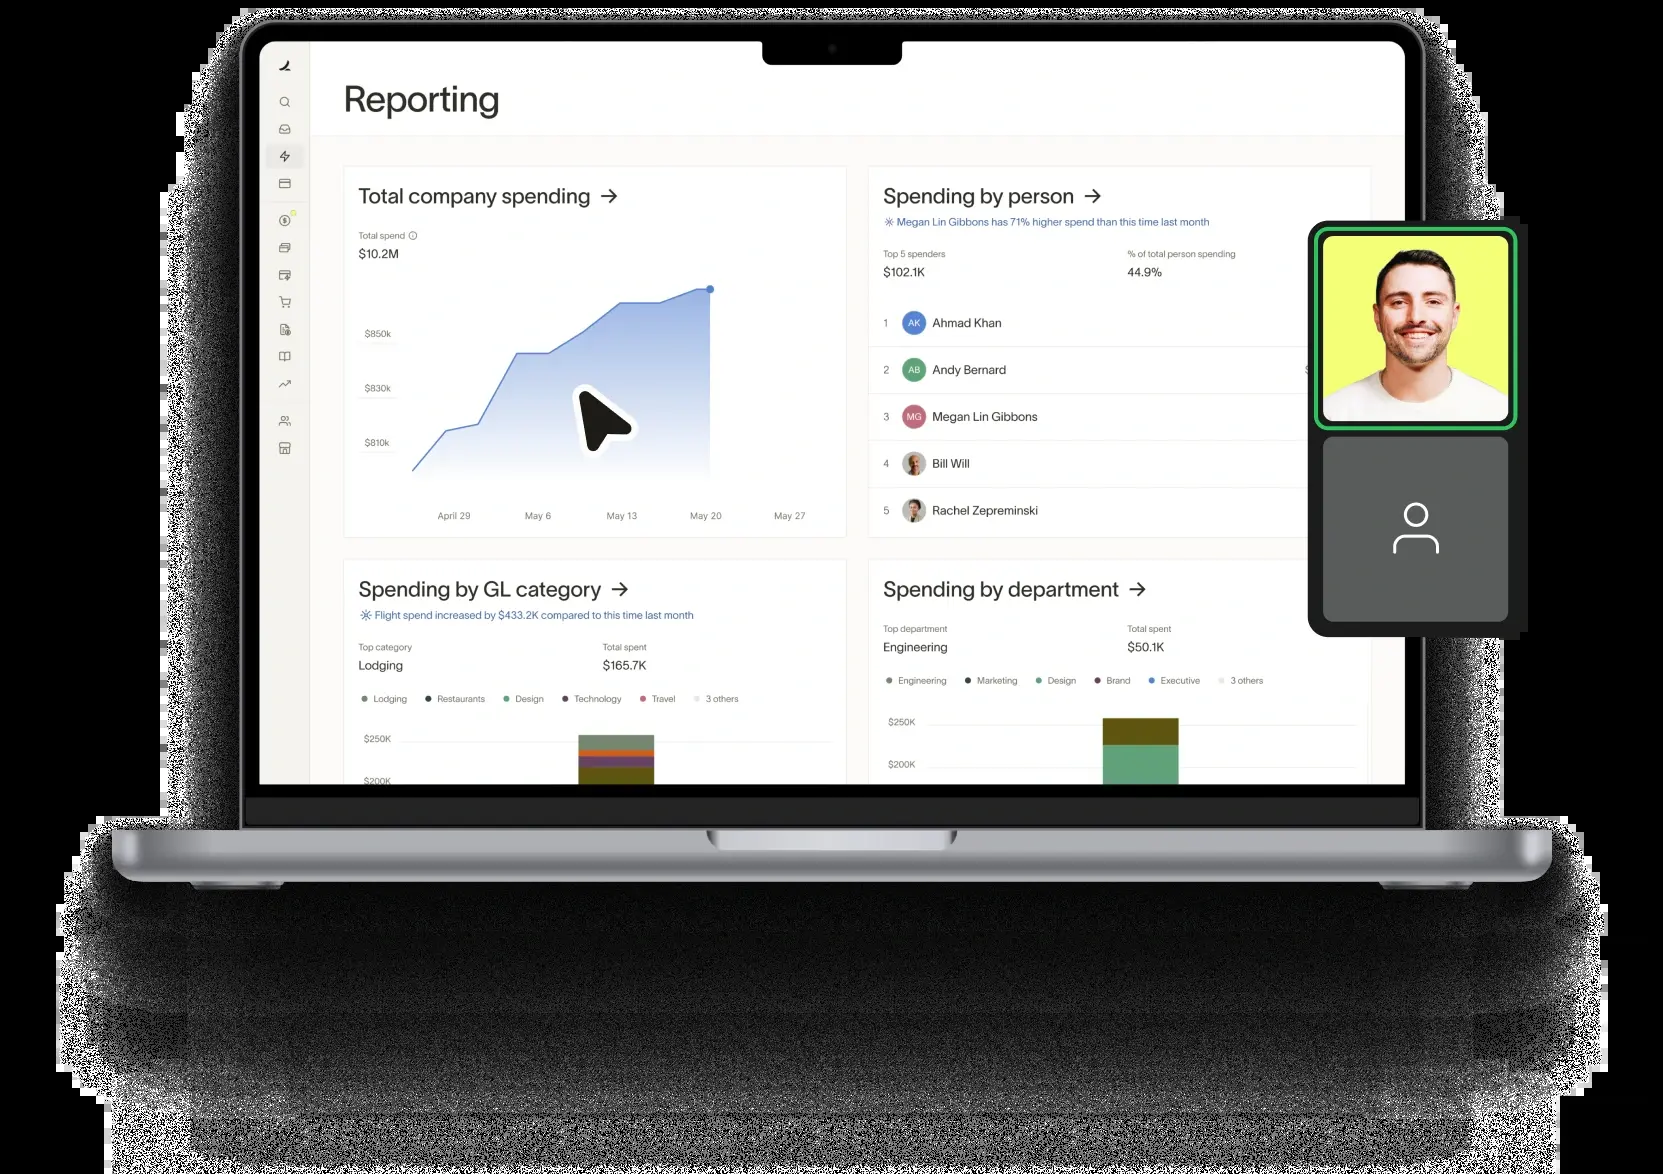 Reporting
Total company spending →
Total spend
$10.2M
$850k
$830k
$810k
April 29
May 6
May 13
May 20
May 27
Spending by person →
Megan Lin Gibbons has 71% higher spend than this time last month
Top 5 spenders
% of total person spending
$102.1K
44.9%
1 AK Ahmad Khan
2 AB Andy Bernard
$
3 MG Megan Lin Gibbons
4 Bill Will
5 Rachel Zepreminski
Spending by GL category →
Flight spend increased by $433.2K compared to this time last month
Top category
Total spent
Lodging
$165.7K
Lodging
Restaurants
Design
Technology
Travel
3 others
$250K
$200K
Spending by department →
Top department
Total spent
Engineering
$50.1K
Engineering
Marketing
Design
Brand
Executive
3 others
$250K
$200K